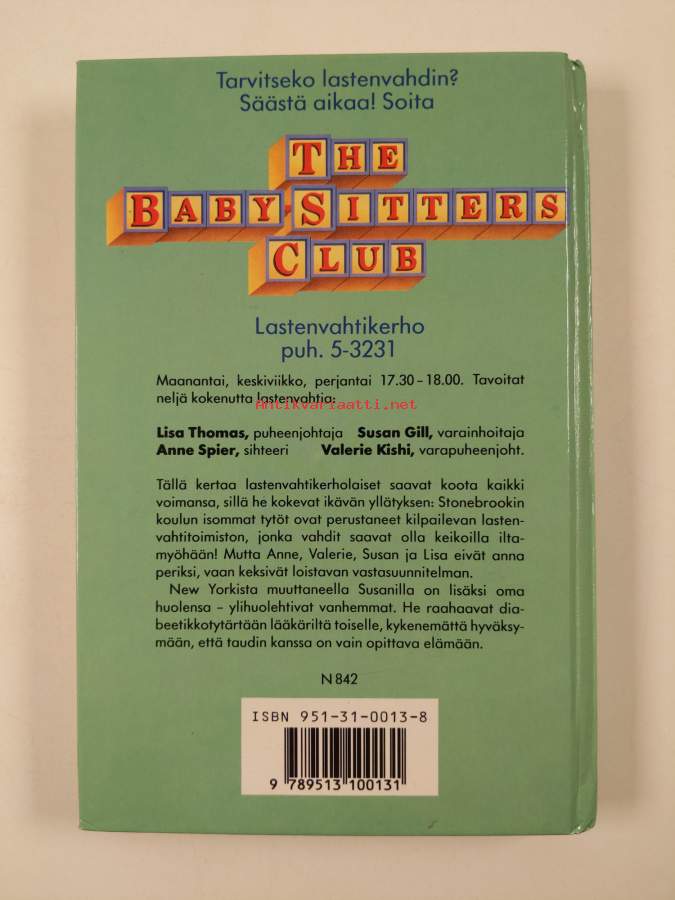 Tarvitseko lastenvahdin?
Säästä aikaa! Soita
THE
BABY-SITTERS
CLUB
Lastenvahtikerho
puh. 5-3231
Maanantai, keskiviikko, perjantai 17.30 – 18.00. Tavoitat
neljä kokenutta lastenvahtia:
Antikvariaatti.net
Lisa Thomas, puheenjohtaja Susan Gill, varainhoitaja
Anne Spier, sihteeri Valerie Kishi, varapuheenjoht.
Tällä kertaa lastenvahtikerholaiset saavat koota kaikki
voimansa, sillä he kokevat ikävän yllätyksen: Stonebrookin
koulun isommat tytöt ovat perustaneet kilpailevan lasten-
vahtitoimiston, jonka vahdit saavat olla keikoilla ilta-
myöhään! Mutta Anne, Valerie, Susan ja Lisa eivät anna
periksi, vaan keksivät loistavan vastasuunnitelman.
New Yorkista muuttaneella Susanilla on lisäksi oma
huolensa – ylihuolehtivat vanhemmat. He raahaavat dia-
beetikkotytärtään lääkäriltä toiselle, kykenemättä hyväksy-
mään, että taudin kanssa on vain opittava elämään.
N 842
ISBN 951-31-0013-8
9 789513 100131